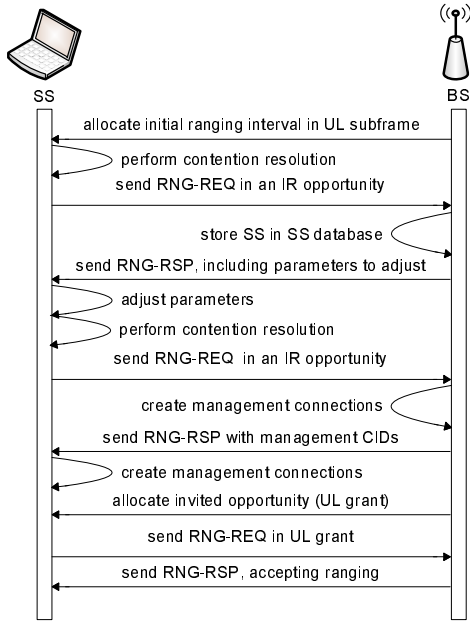 SS
BS
allocate initial ranging interval in UL subframe
perform contention resolution
send RNG-REQ in an IR opportunity
store SS in SS database
send RNG-RSP, including parameters to adjust
adjust parameters
perform contention resolution
send RNG-REQ in an IR opportunity
create management connections
send RNG-RSP with management CIDs
create management connections
allocate invited opportunity (UL grant)
send RNG-REQ in UL grant
send RNG-RSP, accepting ranging